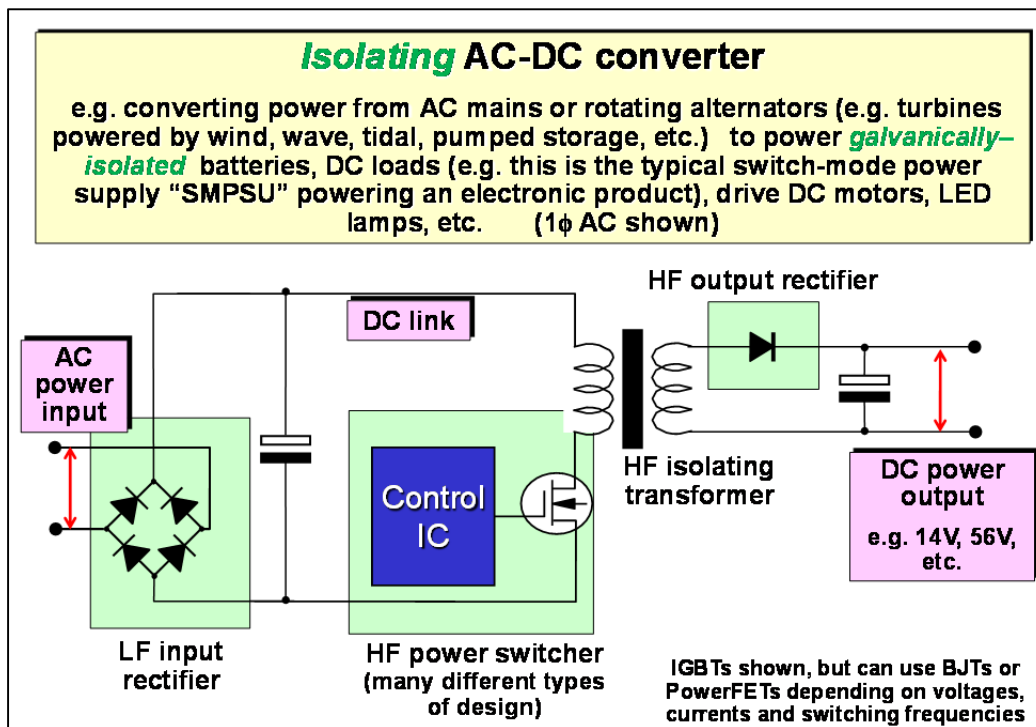 Isolating AC-DC converter
e.g. converting power from AC mains or rotating alternators (e.g. turbines
powered by wind, wave, tidal, pumped storage, etc.) to power galvanically–
isolated batteries, DC loads (e.g. this is the typical switch-mode power
supply “SMPSU” powering an electronic product), drive DC motors, LED
lamps, etc. (1ϕ AC shown)
HF output rectifier
DC link
AC
power
input
Control
IC
HF isolating
transformer
DC power
output
e.g. 14V, 56V,
etc.
LF input
rectifier
HF power switcher
(many different types
of design)
IGBTs shown, but can use BJTs or
PowerFETs depending on voltages,
currents and switching frequencies